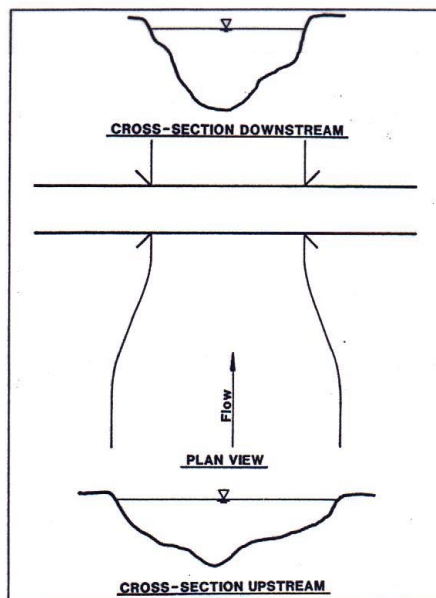 CROSS-SECTION DOWNSTREAM
Flow
PLAN VIEW
CROSS-SECTION UPSTREAM